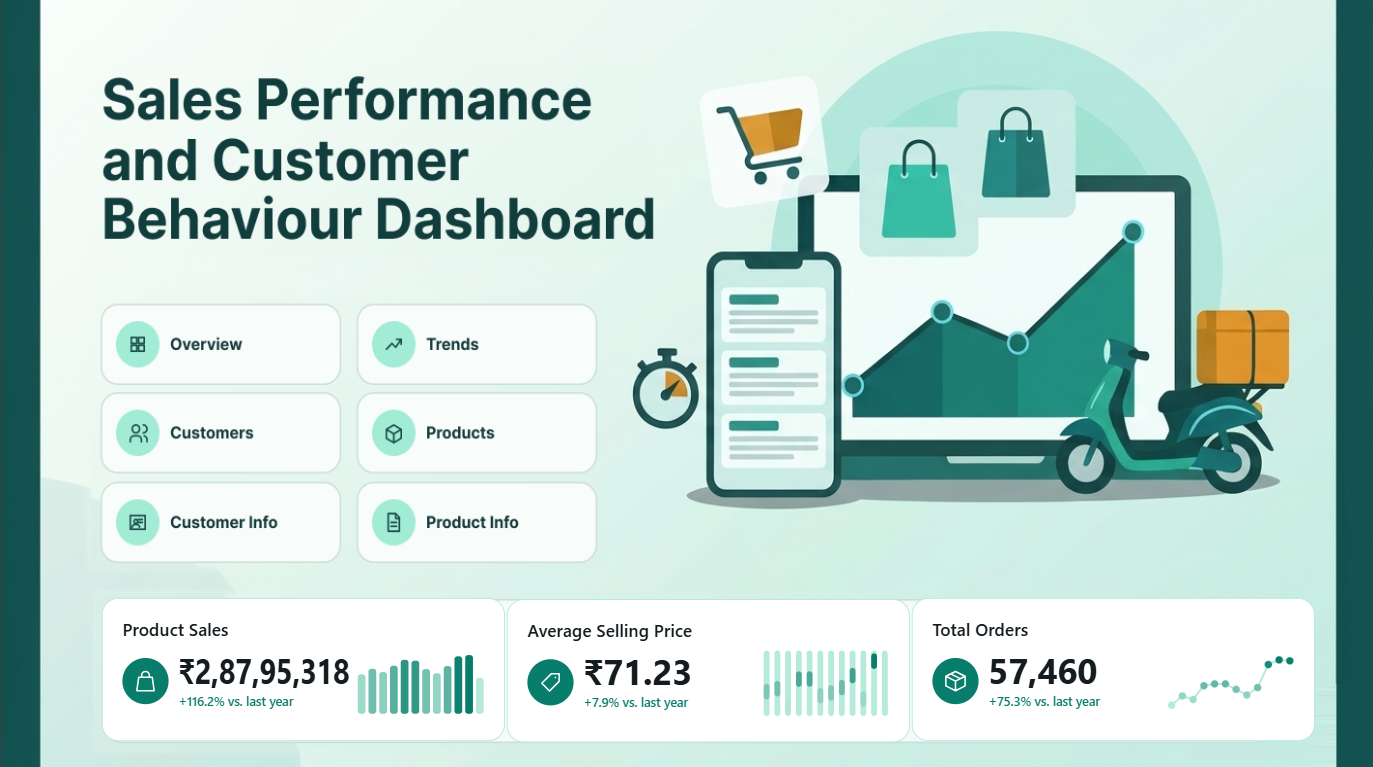 Sales Performance
and Customer
Behaviour Dashboard
Overview
Trends
Customers
Products
Customer Info
Product Info
Product Sales
₹2,87,95,318
+116.2% vs. last year
Average Selling Price
₹71.23
+7.9% vs. last year
Total Orders
57,460
+75.3% vs. last year